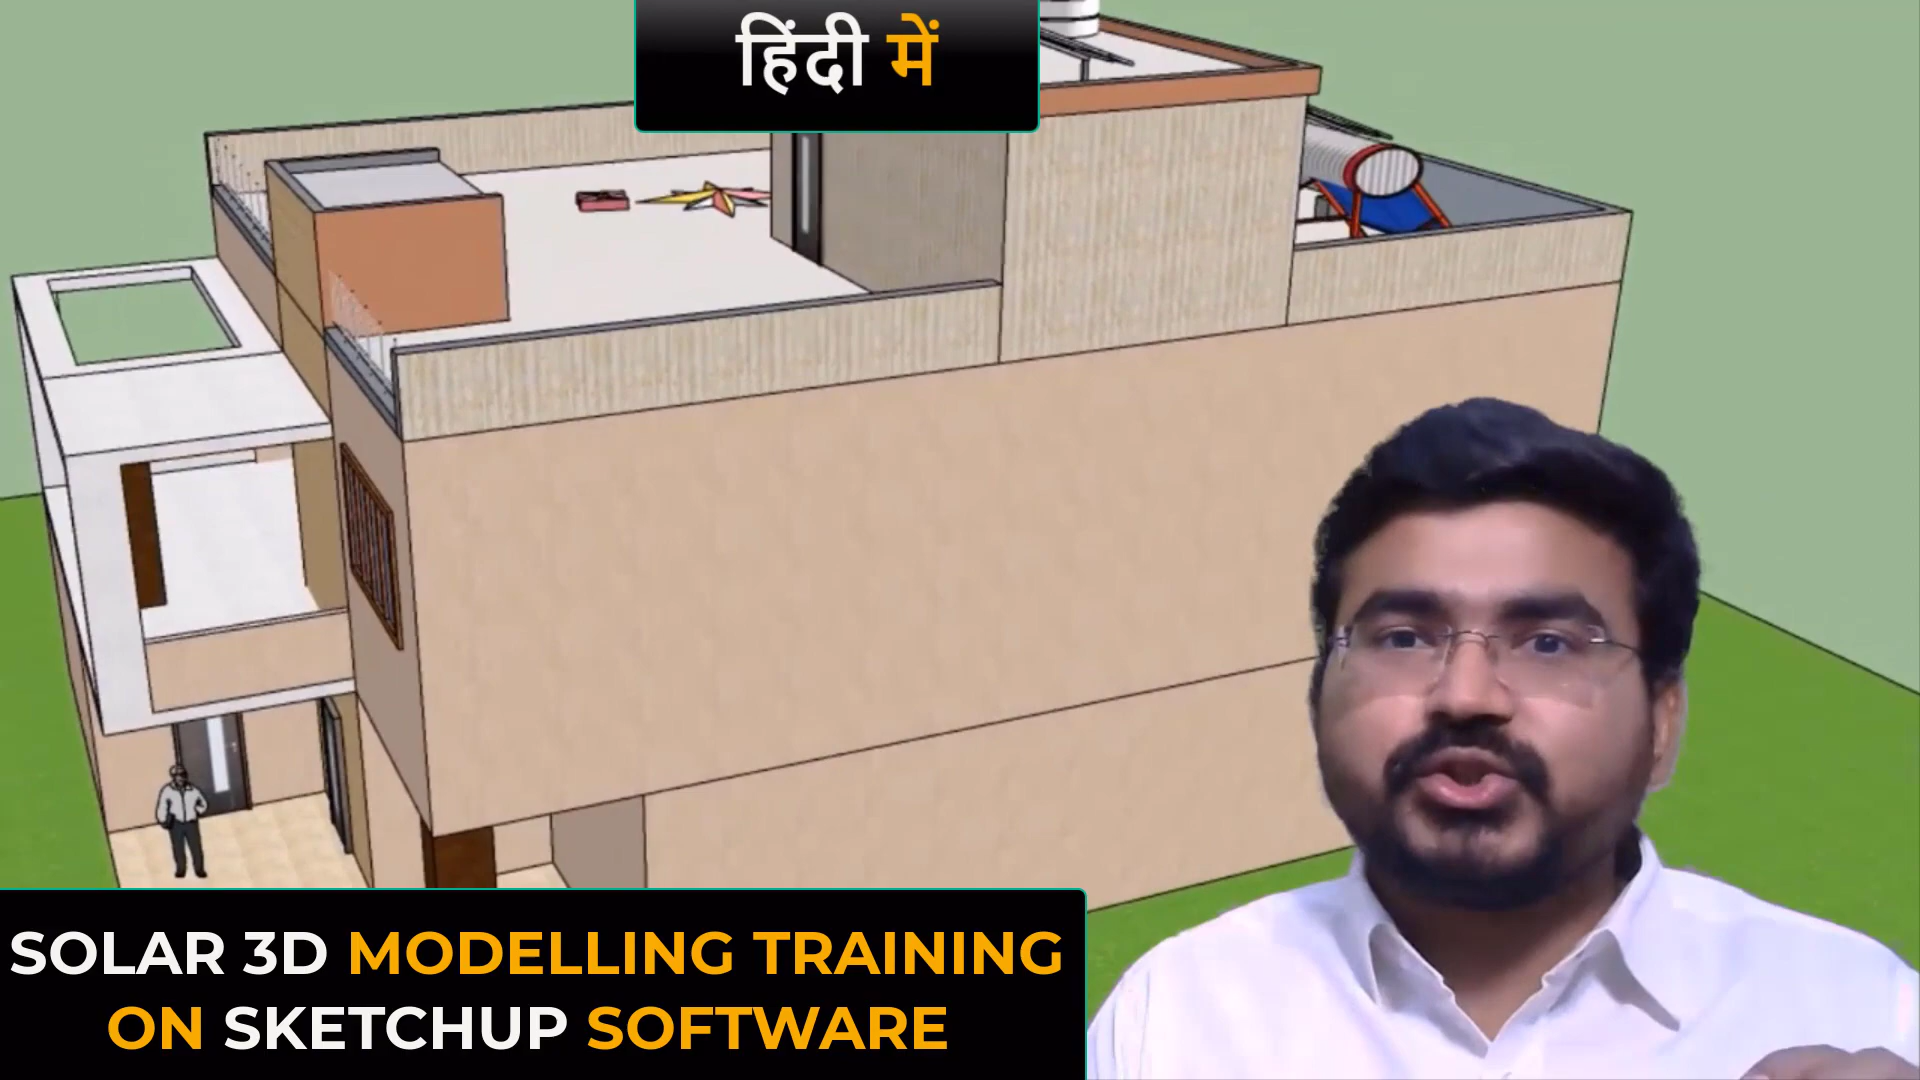 हिंदी में
SOLAR 3D MODELLING TRAINING
ON SKETCHUP SOFTWARE